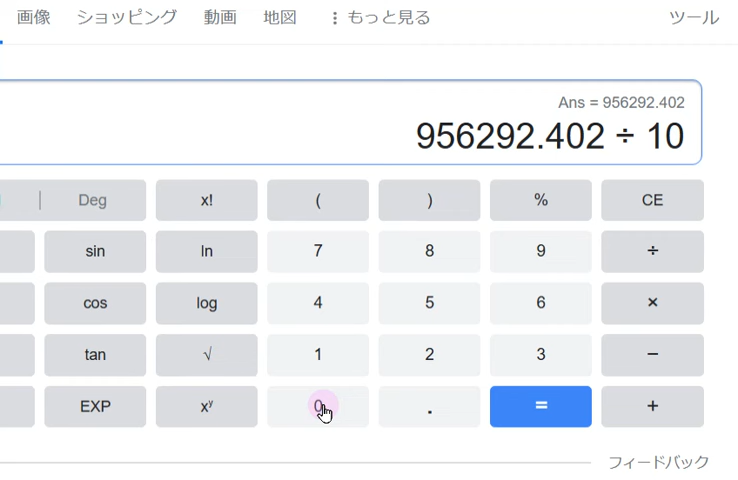 画像 ショッピング 動画 地図 ⋮ もっと見る ツール
Ans = 956292.402
956292.402 ÷ 10
Deg x! ( ) % CE
sin ln 7 8 9 ÷
cos log 4 5 6 ×
tan √ 1 2 3 −
EXP xʸ 0 . = +
フィードバック